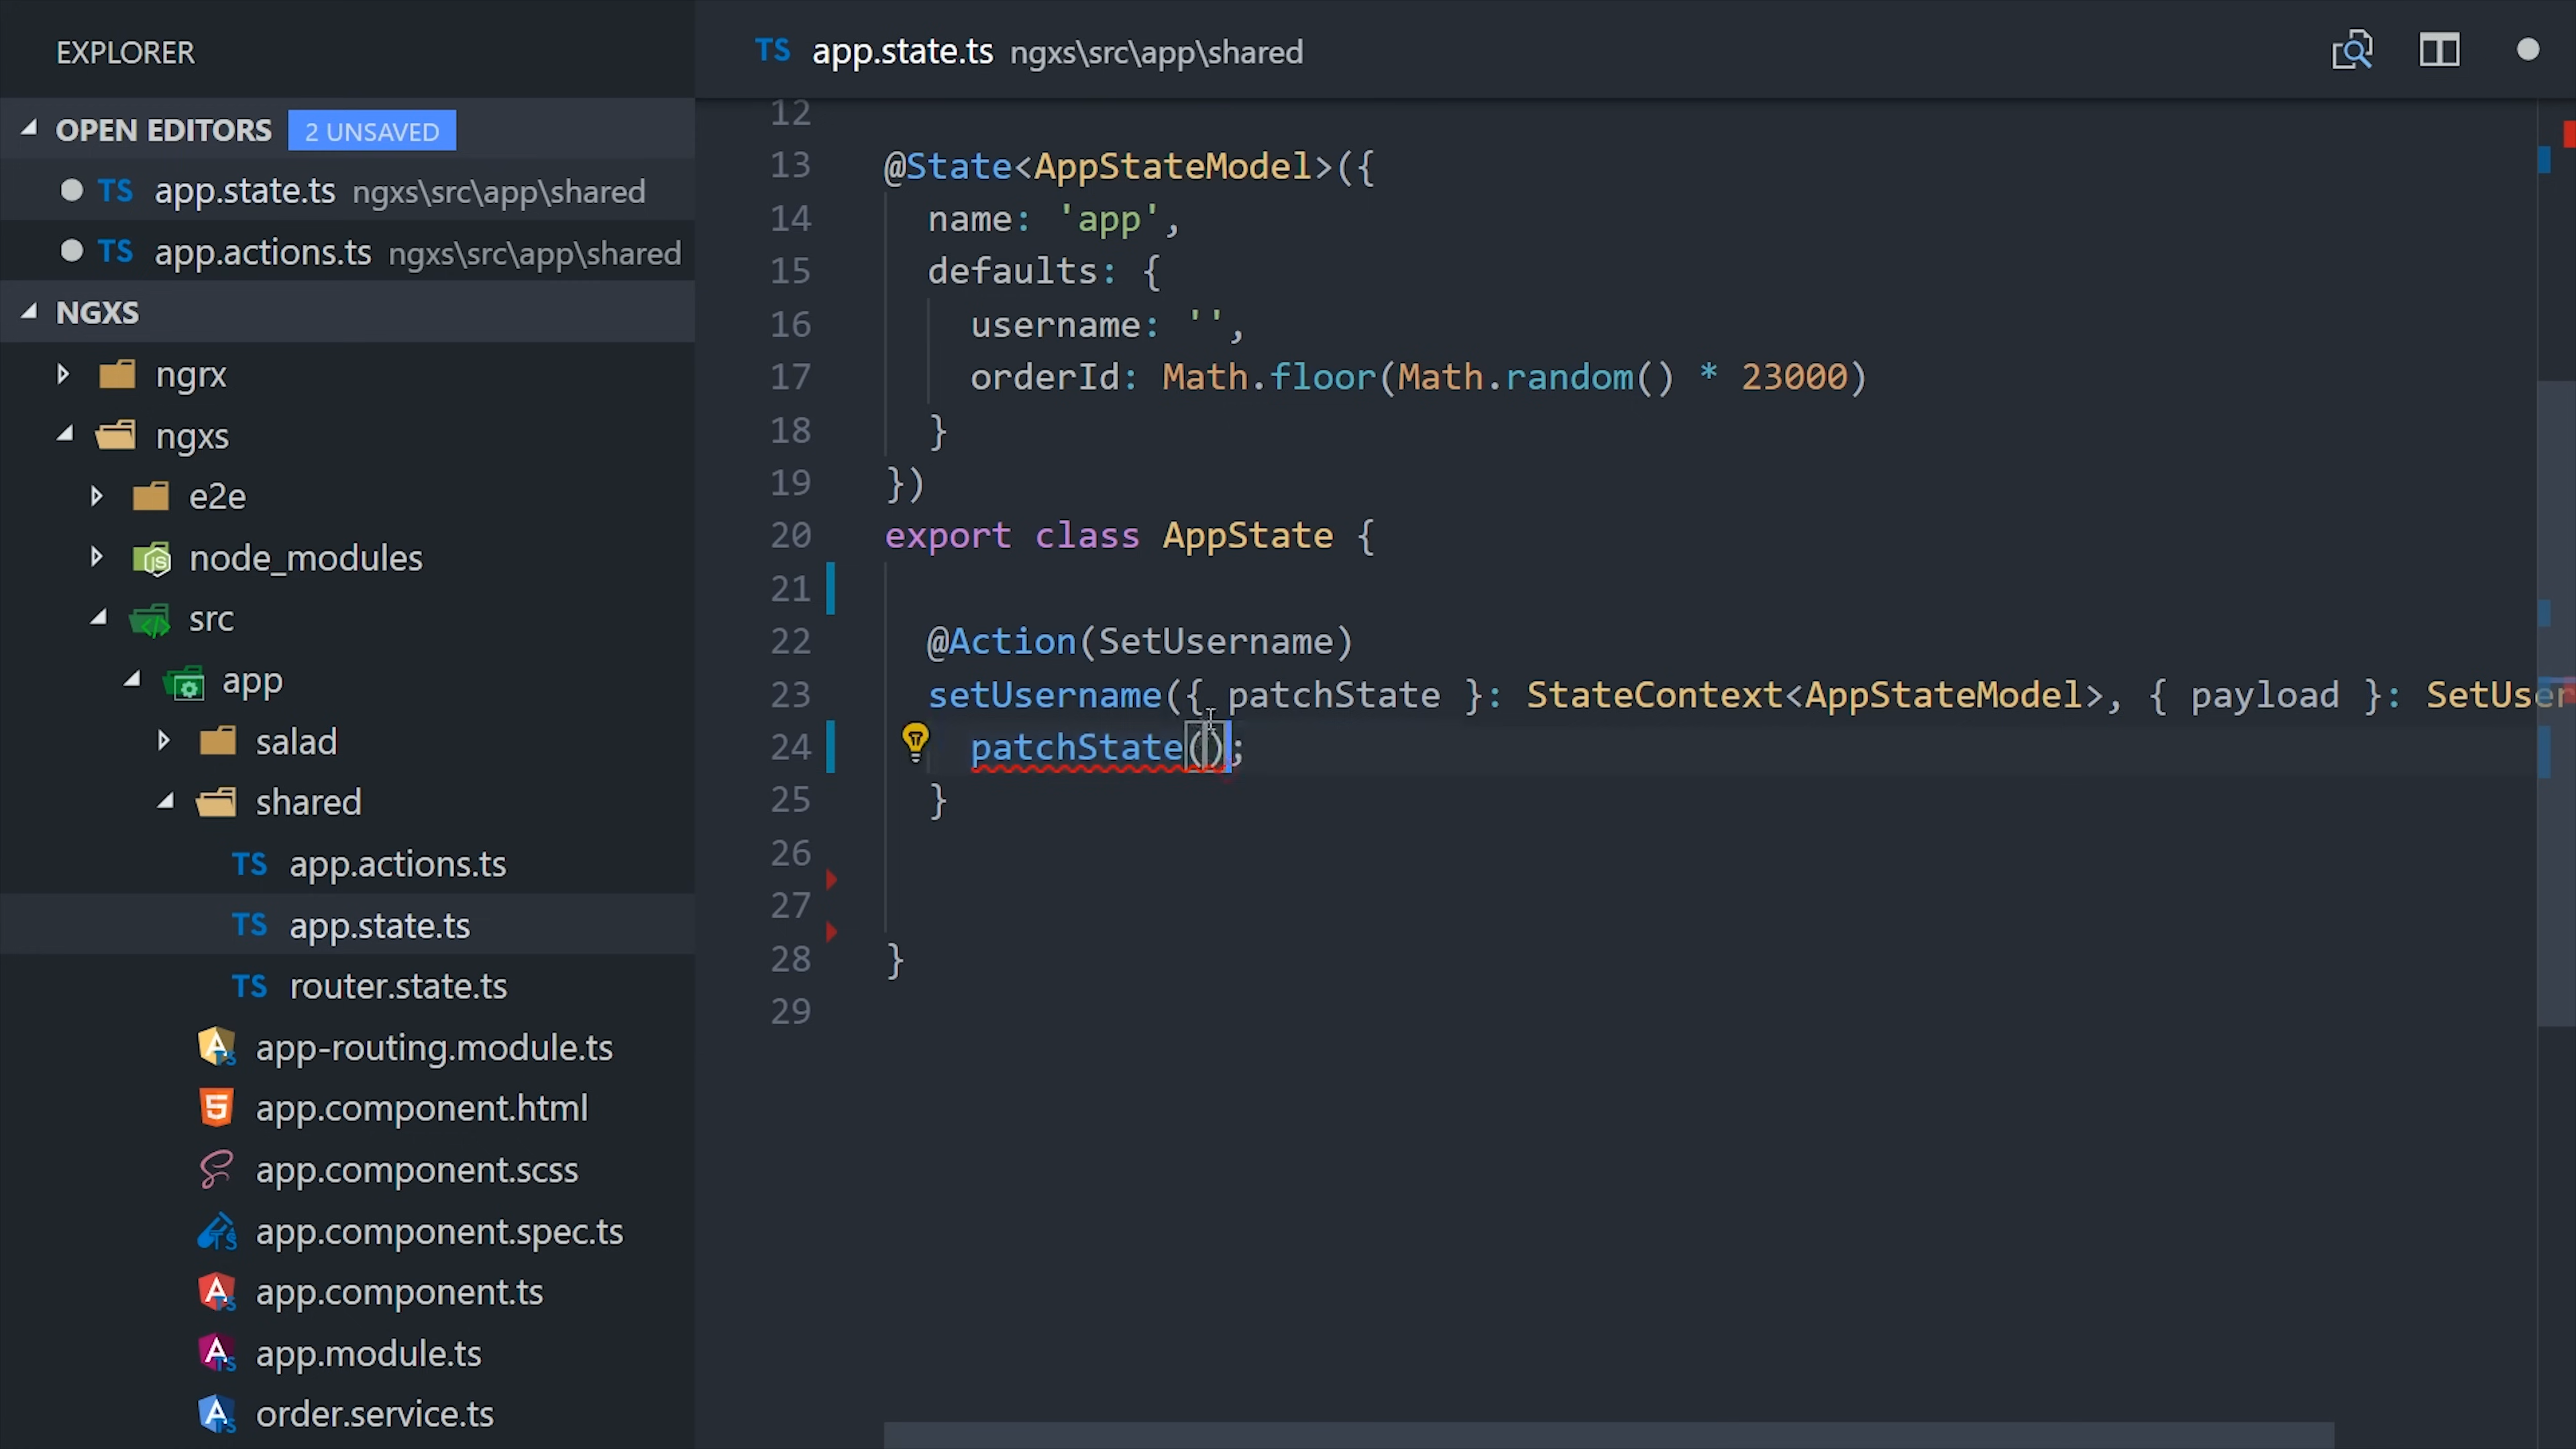 EXPLORER
OPEN EDITORS 2 UNSAVED
TS app.state.ts ngxs\src\app\shared
TS app.actions.ts ngxs\src\app\shared
NGXS
ngrx
ngxs
e2e
node_modules
src
app
salad
shared
TS app.actions.ts
TS app.state.ts
TS router.state.ts
app-routing.module.ts
app.component.html
app.component.scss
app.component.spec.ts
app.component.ts
app.module.ts
order.service.ts
TS app.state.ts ngxs\src\app\shared
12
13 @State<AppStateModel>({
14 name: 'app',
15 defaults: {
16 username: '',
17 orderId: Math.floor(Math.random() * 23000)
18 }
19 })
20 export class AppState {
21
22 @Action(SetUsername)
23 setUsername({ patchState }: StateContext<AppStateModel>, { payload }: SetUser
24 patchState();
25 }
26
27
28 }
29